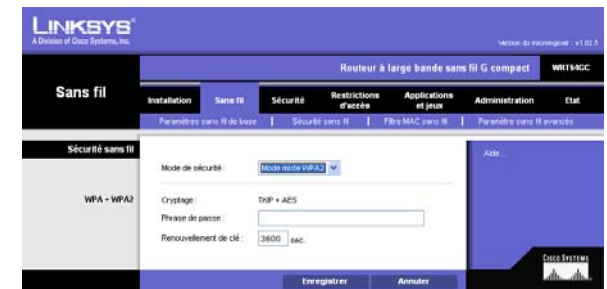 LINKSYS®
A Division of Cisco Systems, Inc.
Version du micrologiciel : v1.02.5
Routeur à large bande sans fil G compact
WRT54GC
Sans fil
Installation Sans fil Sécurité Restrictions d'accès Applications et jeux Administration Etat
Paramètres sans fil de base | Sécurité sans fil | Filtre MAC sans fil | Paramètre sans fil avancés
Sécurité sans fil
Mode de sécurité : Mode mixte WPA2
Aide...
WPA + WPA2
Cryptage : TKIP + AES
Phrase de passe :
Renouvellement de clé : 3600 sec.
Enregistrer Annuler
CISCO SYSTEMS